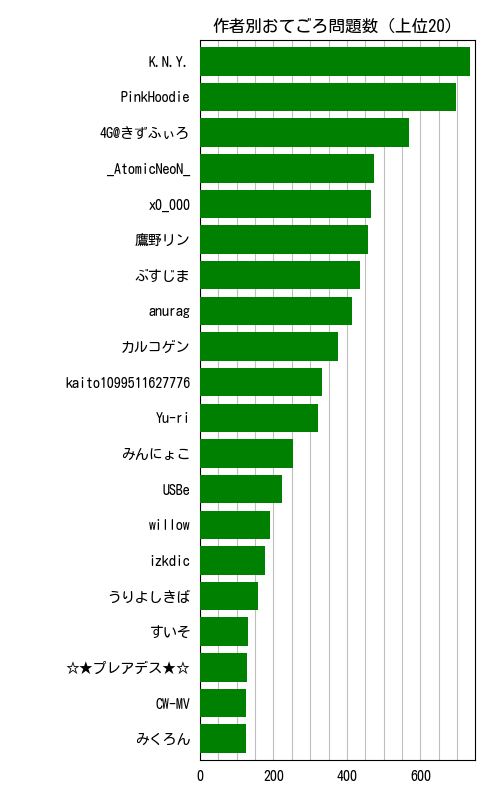 作者別おてごろ問題数（上位20）
K.N.Y.
PinkHoodie
4G@きずふぃろ
_AtomicNeoN_
x0_000
鷹野リン
ぶすじま
anurag
カルコゲン
kaito1099511627776
Yu-ri
みんにょこ
USBe
willow
izkdic
うりよしきば
すいそ
☆★プレアデス★☆
CW-MV
みくろん
0 200 400 600